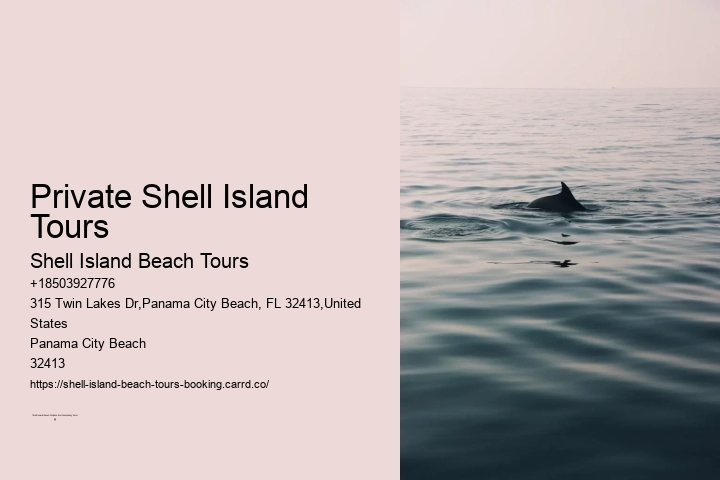 Private Shell Island
Tours
Shell Island Beach Tours
+18503927776
315 Twin Lakes Dr,Panama City Beach, FL 32413,United
States
Panama City Beach
32413
https://shell-island-beach-tours-booking.carrd.co/